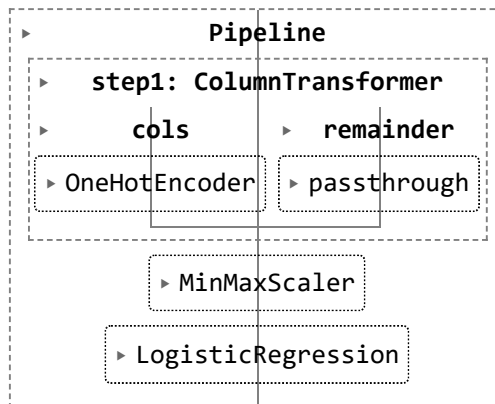 Pipeline
step1: ColumnTransformer
cols remainder
OneHotEncoder passthrough
MinMaxScaler
LogisticRegression